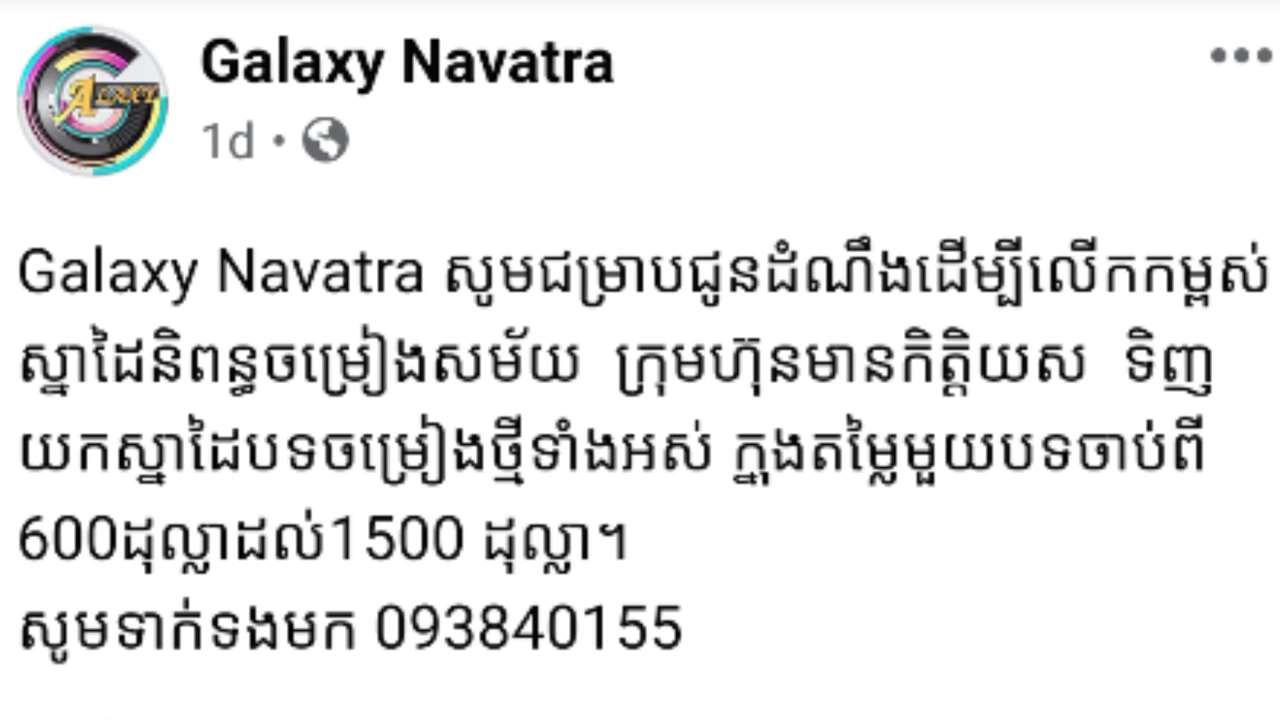 Galaxy Navatra
1d •
Galaxy Navatra សូមជម្រាបជូនដំណឹងដើម្បីលើកកម្ពស់
ស្នាដៃនិពន្ធចម្រៀងសម័យ ក្រុមហ៊ុនមានកិត្តិយស ទិញ
យកស្នាដៃបទចម្រៀងថ្មីទាំងអស់ ក្នុងតម្លៃមួយបទចាប់ពី
600ដុល្លាដល់1500 ដុល្លា។
សូមទាក់ទងមក 093840155